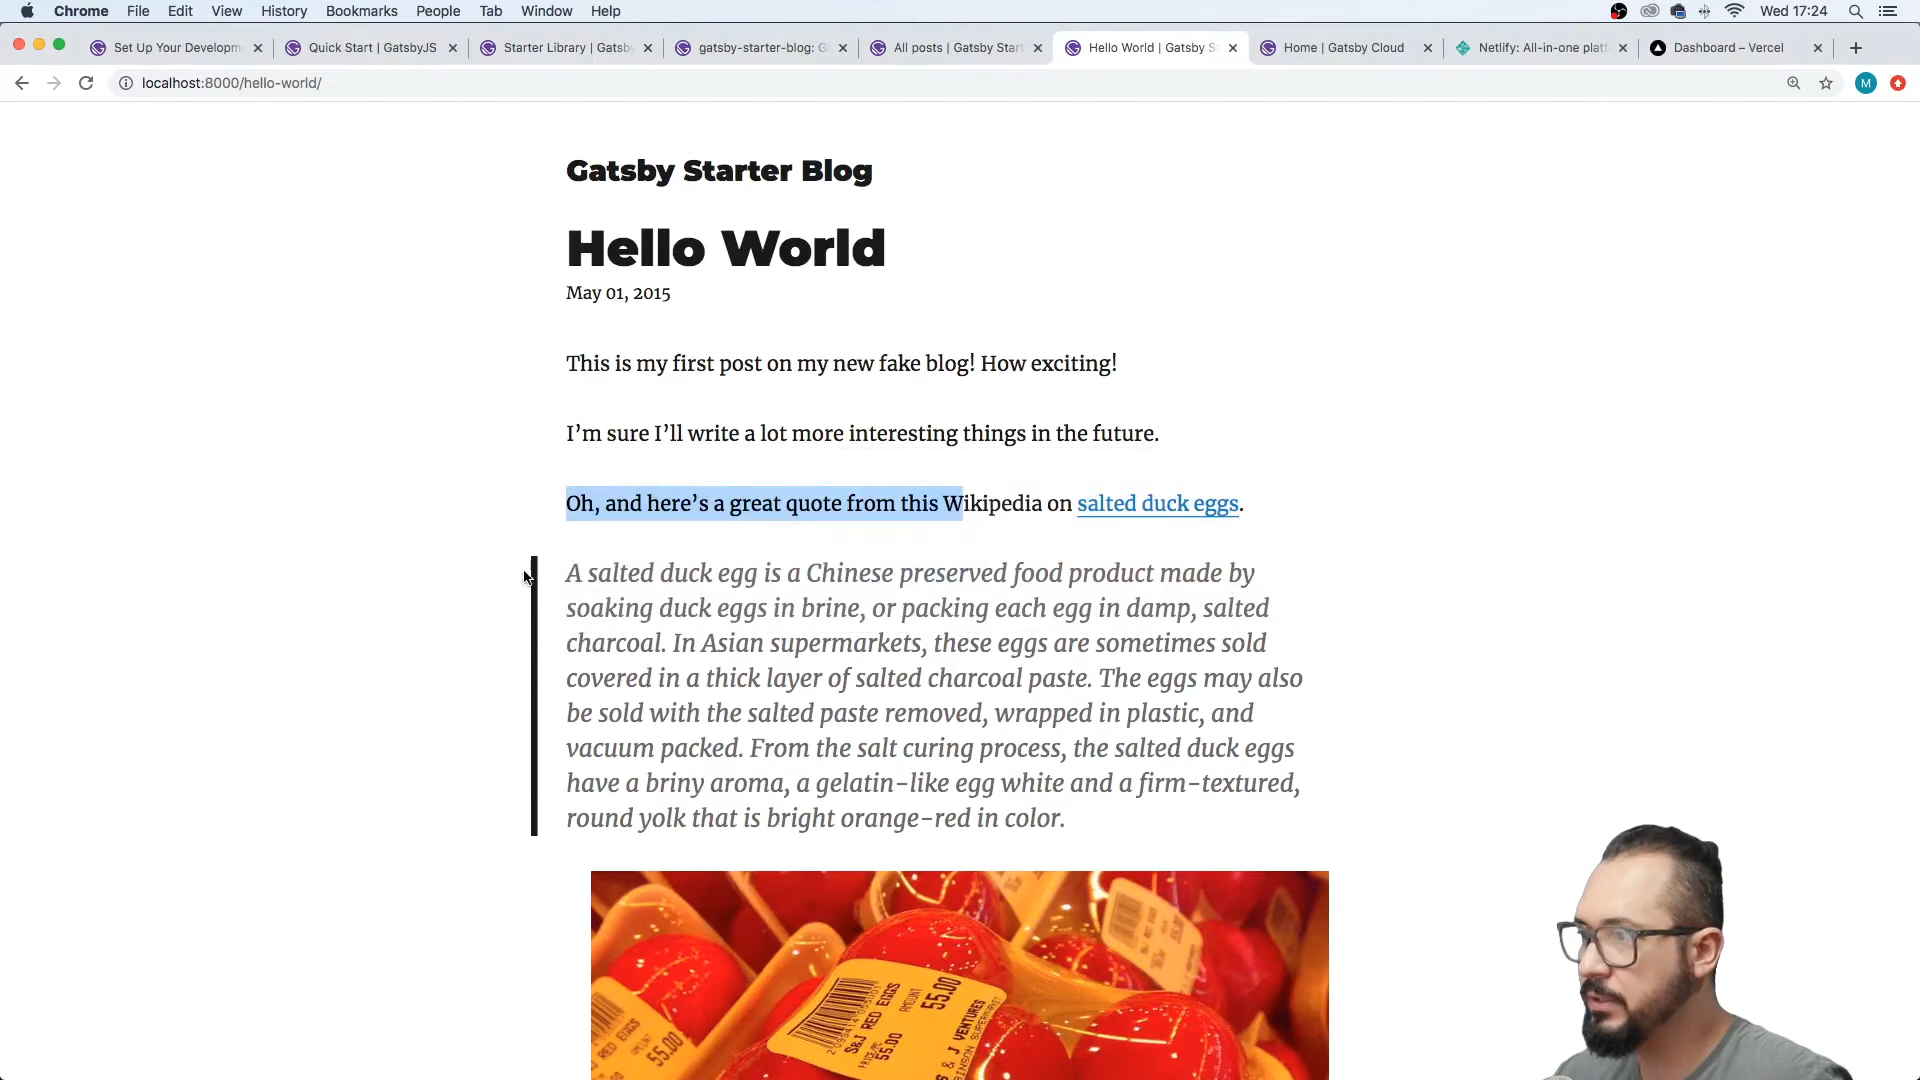 Chrome File Edit View History Bookmarks People Tab Window Help Wed 17:24
Set Up Your Developm Quick Start | GatsbyJS Starter Library | Gatsby gatsby-starter-blog: G All posts | Gatsby Star Hello World | Gatsby S Home | Gatsby Cloud Netlify: All-in-one platf Dashboard – Vercel
localhost:8000/hello-world/ M
Gatsby Starter Blog
Hello World
May 01, 2015
This is my first post on my new fake blog! How exciting!
I’m sure I’ll write a lot more interesting things in the future.
Oh, and here’s a great quote from this Wikipedia on salted duck eggs.
A salted duck egg is a Chinese preserved food product made by
soaking duck eggs in brine, or packing each egg in damp, salted
charcoal. In Asian supermarkets, these eggs are sometimes sold
covered in a thick layer of salted charcoal paste. The eggs may also
be sold with the salted paste removed, wrapped in plastic, and
vacuum packed. From the salt curing process, the salted duck eggs
have a briny aroma, a gelatin-like egg white and a firm-textured,
round yolk that is bright orange-red in color.
S&J RED EGGS
AMOUNT
55.00
55.00
& J VENTURES
RED EGGS
55.00